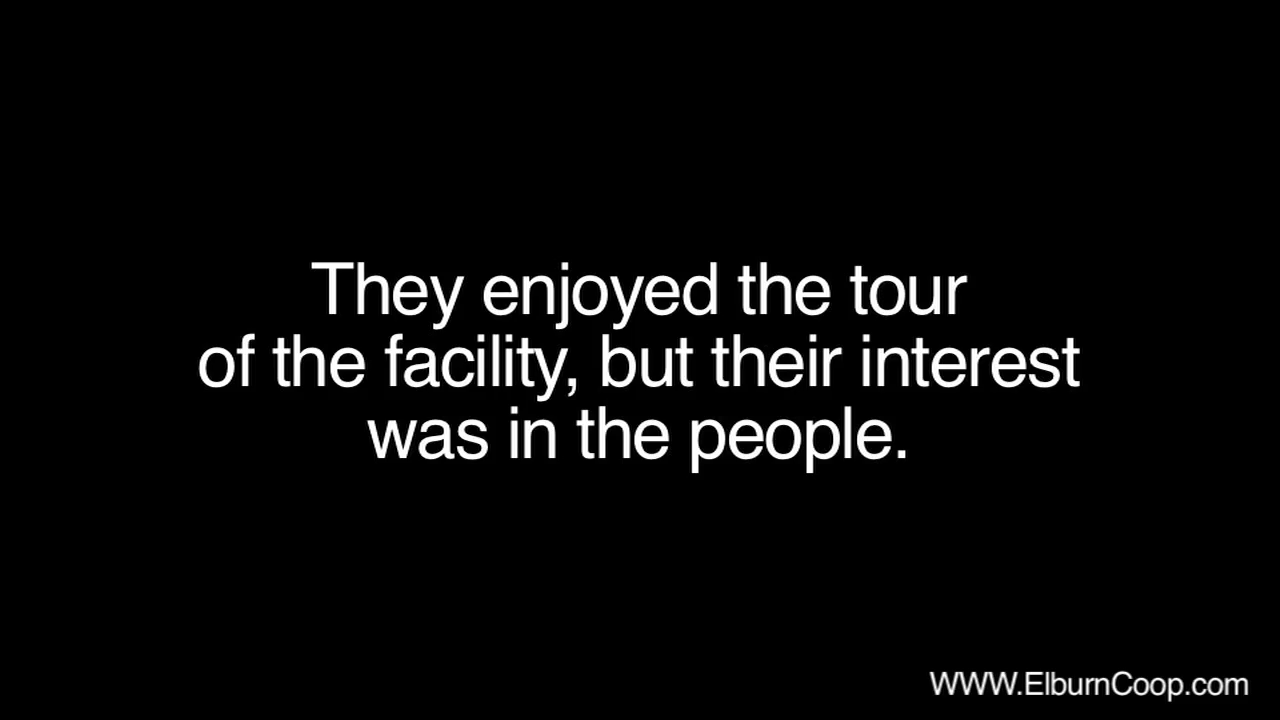 They enjoyed the tour
of the facility, but their interest
was in the people.
WWW.ElburnCoop.com